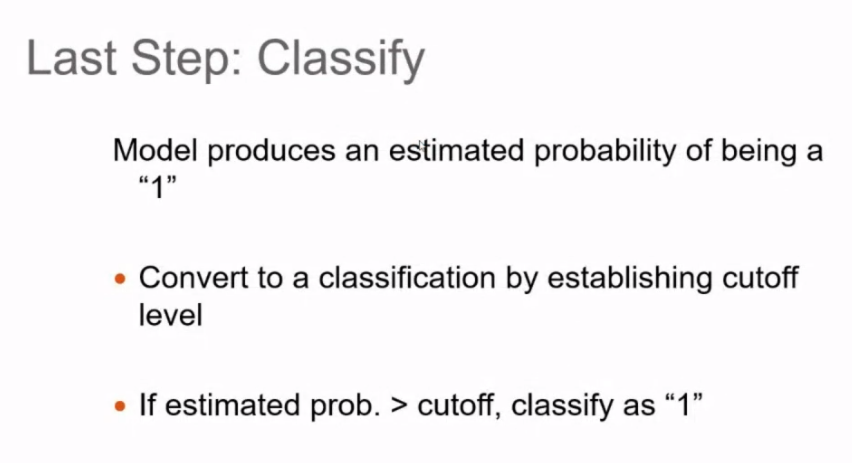 Last Step: Classify
Model produces an estimated probability of being a
“1”
• Convert to a classification by establishing cutoff
level
• If estimated prob. > cutoff, classify as “1”